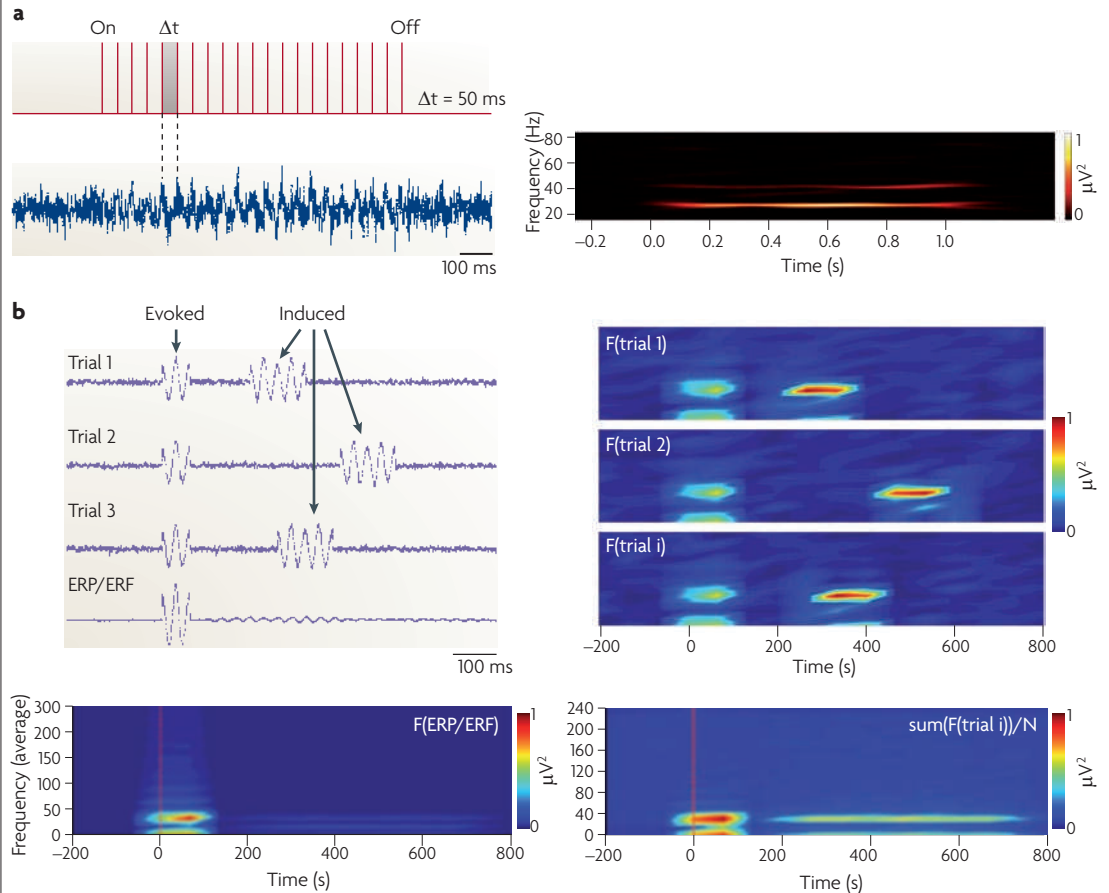 a
On Δt Off
Δt = 50 ms
100 ms
Frequency (Hz)
80
60
40
20
–0.2 0.0 0.2 0.4 0.6 0.8 1.0
Time (s)
1
0
μV²
b
Evoked Induced
Trial 1
Trial 2
Trial 3
ERP/ERF
100 ms
F(trial 1)
F(trial 2)
F(trial i)
–200 0 200 400 600 800
Time (s)
1
0
μV²
Frequency (average)
300
250
200
150
100
50
0
F(ERP/ERF)
–200 0 200 400 600 800
Time (s)
1
0
μV²
240
200
160
120
80
40
0
sum(F(trial i))/N
–200 0 200 400 600 800
Time (s)
1
0
μV²